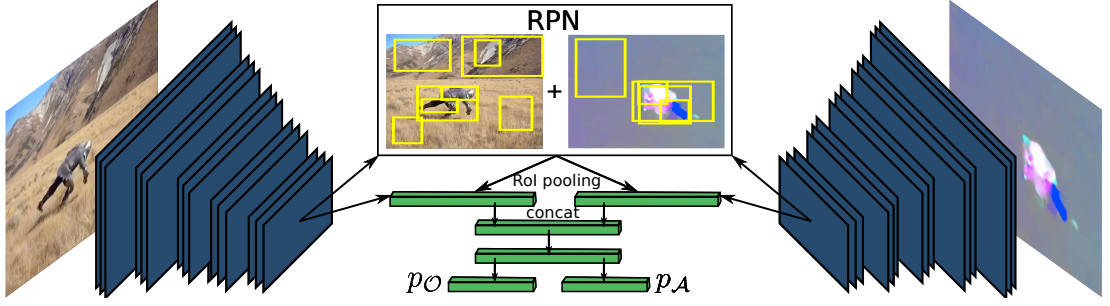 RPN
+
RoI pooling
concat
p𝒪 p𝒜